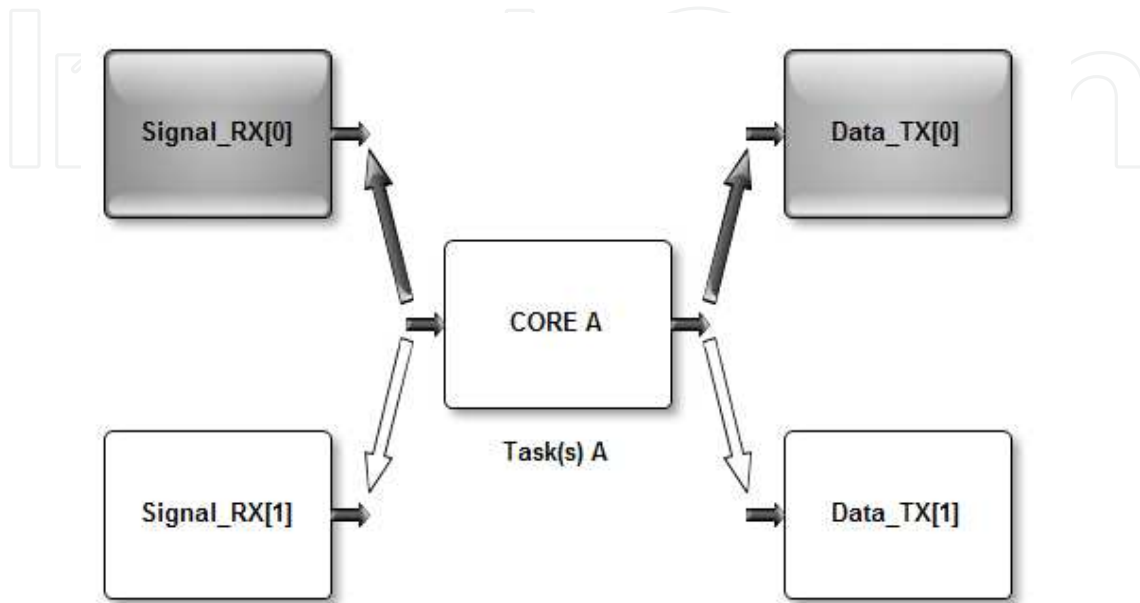 Signal_RX[0]
Data_TX[0]
CORE A
Task(s) A
Signal_RX[1]
Data_TX[1]